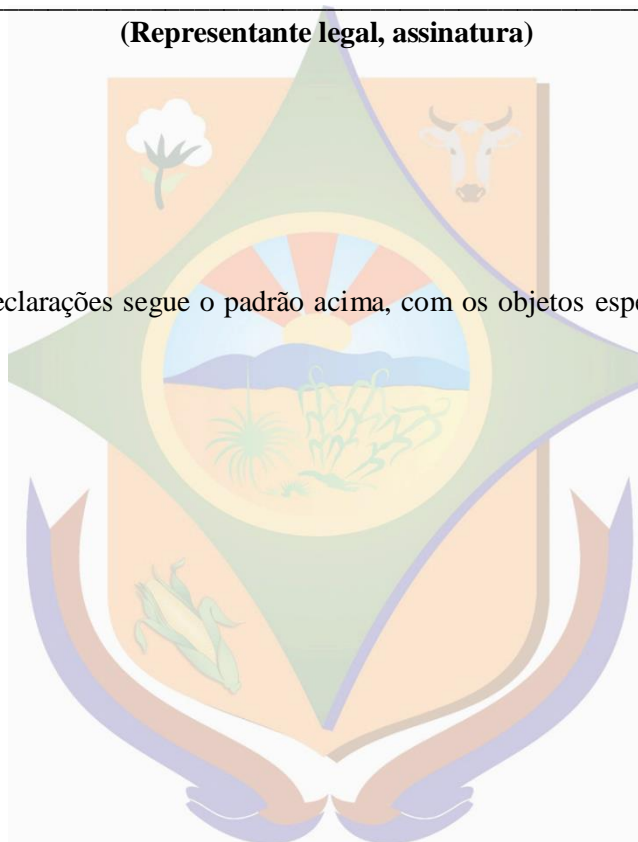 (Representante legal, assinatura)
eclarações segue o padrão acima, com os objetos espe